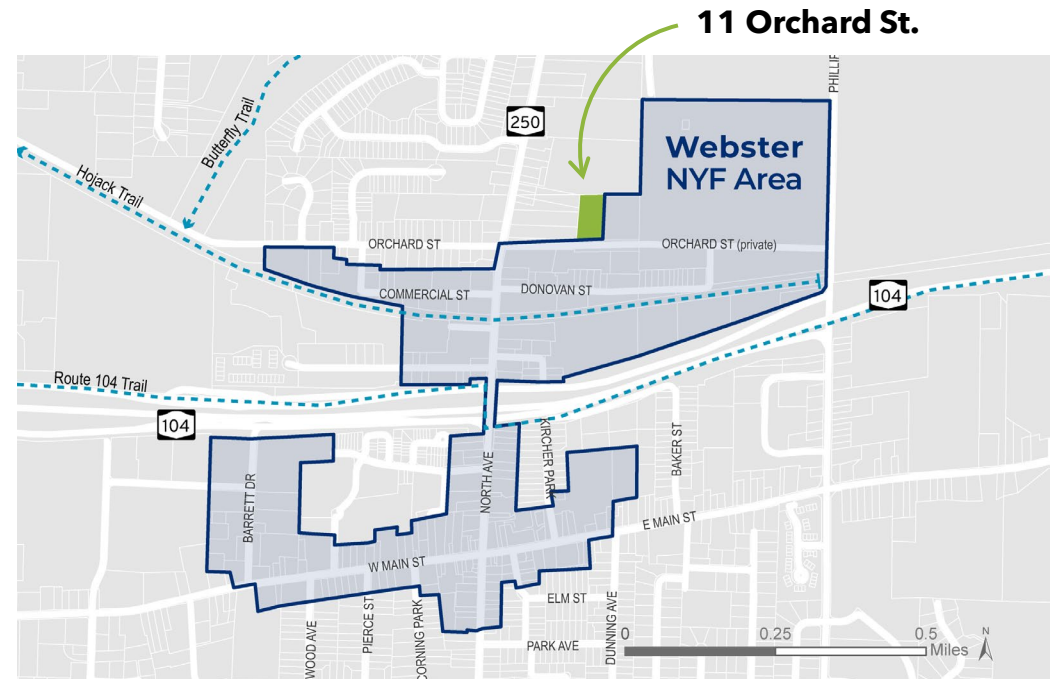 11 Orchard St.
PHILLIP
250
Butterfly Trail
Webster
NYF Area
Hojack Trail
ORCHARD ST
ORCHARD ST (private)
COMMERCIAL ST
DONOVAN ST
104
Route 104 Trail
104
KIRCHER PARK
BAKER ST
NORTH AVE
BARRETT DR
E MAIN ST
W MAIN ST
ELM ST
WOOD AVE
PIERCE ST
CORNING PARK
DUNNING AVE
PARK AVE
0 0.25 0.5
Miles
N